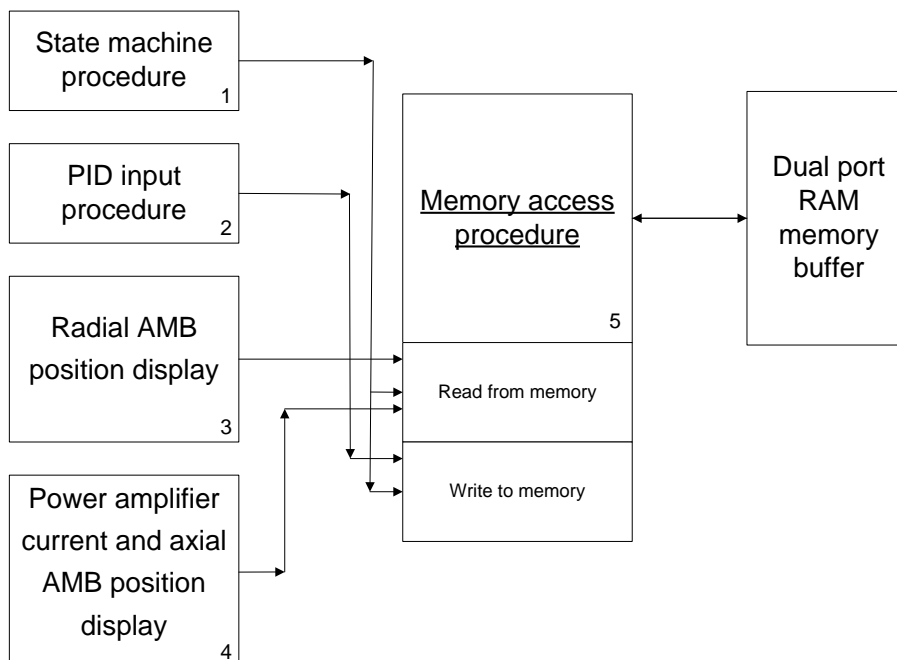 State machine
procedure
1
PID input
procedure
2
Radial AMB
position display
3
Power amplifier
current and axial
AMB position
display
4
Memory access
procedure
5
Read from memory
Write to memory
Dual port
RAM
memory
buffer